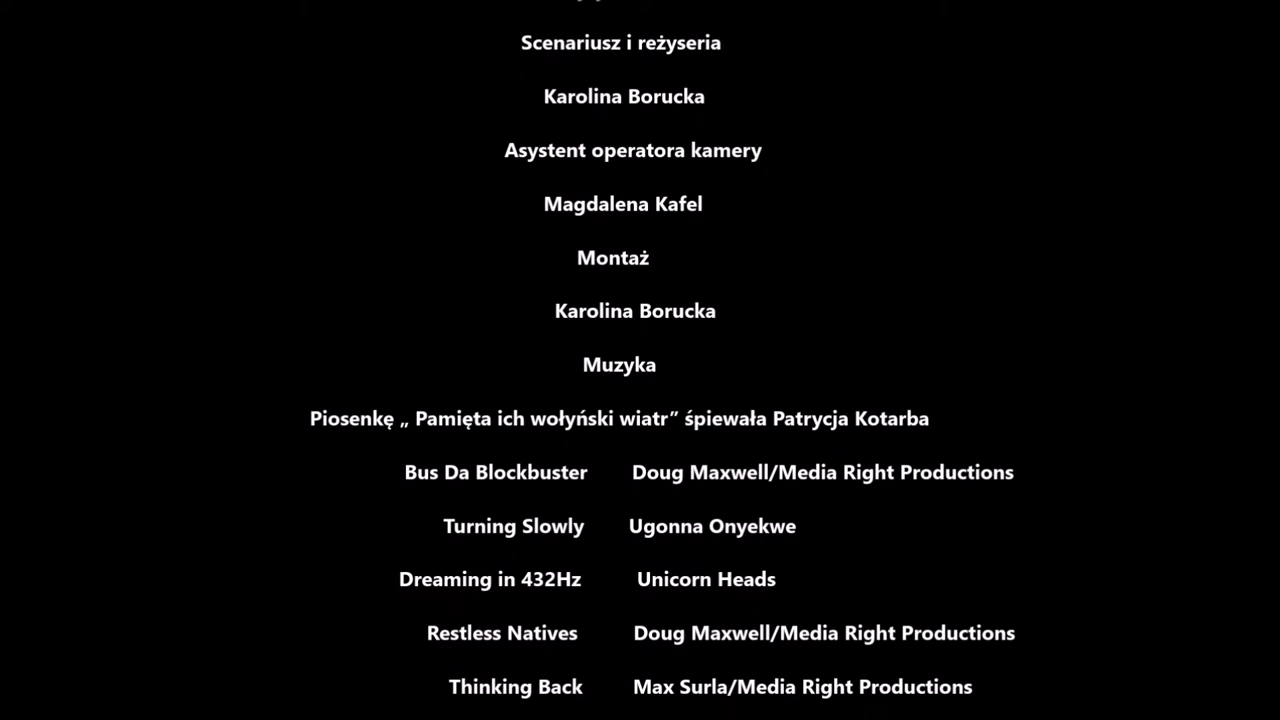 Scenariusz i reżyseria
Karolina Borucka
Asystent operatora kamery
Magdalena Kafel
Montaż
Karolina Borucka
Muzyka
Piosenkę „ Pamięta ich wołyński wiatr” śpiewała Patrycja Kotarba
Bus Da Blockbuster Doug Maxwell/Media Right Productions
Turning Slowly Ugonna Onyekwe
Dreaming in 432Hz Unicorn Heads
Restless Natives Doug Maxwell/Media Right Productions
Thinking Back Max Surla/Media Right Productions